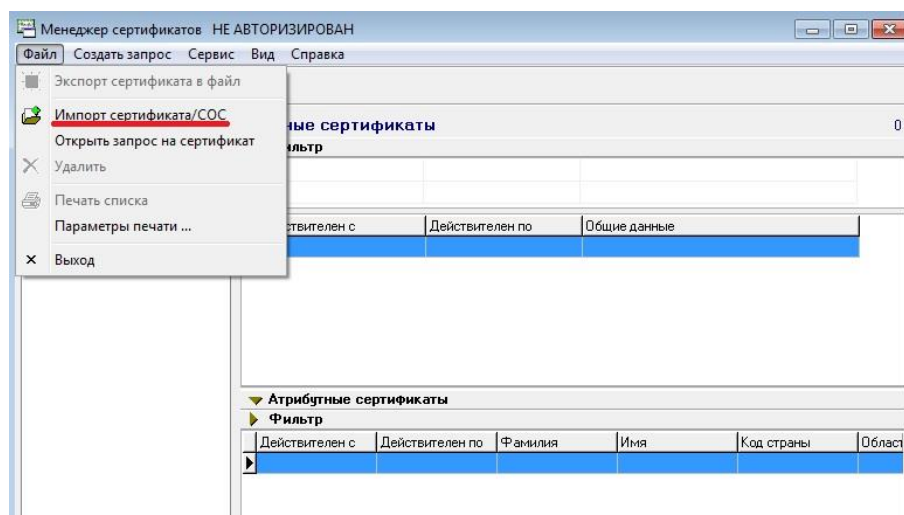 Менеджер сертификатов НЕ АВТОРИЗИРОВАН
Файл Создать запрос Сервис Вид Справка
Экспорт сертификата в файл
Импорт сертификата/СОС
Открыть запрос на сертификат
Удалить
Печать списка
Параметры печати ...
Выход
ные сертификаты 0
льтр
ствителен с Действителен по Общие данные
Атрибутные сертификаты
Фильтр
Действителен с Действителен по Фамилия Имя Код страны Област